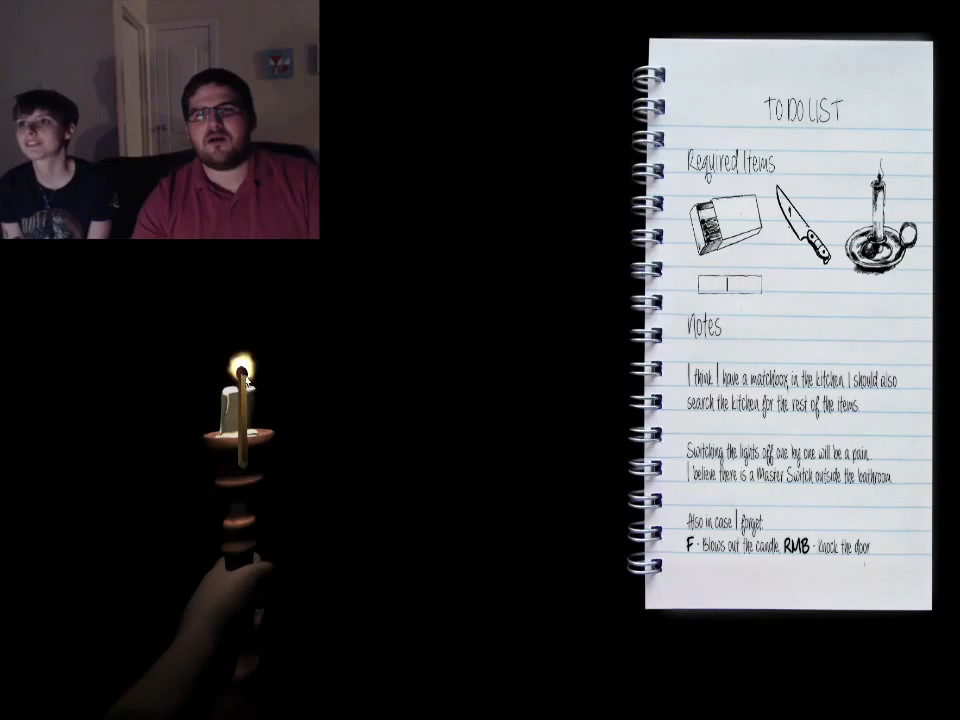 TO DO LIST
Required Items
Notes
I think I have a matchbox in the kitchen. I should also
search the kitchen for the rest of the items.
Switching the lights off one by one will be a pain.
I believe there is a Master Switch outside the bathroom.
Also in case I forget:
F - Blows out the candle, RMB - Knock the door